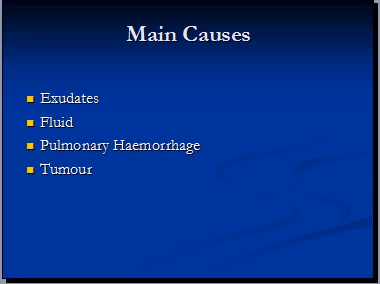 Main Causes
Exudates
Fluid
Pulmonary Haemorrhage
Tumour